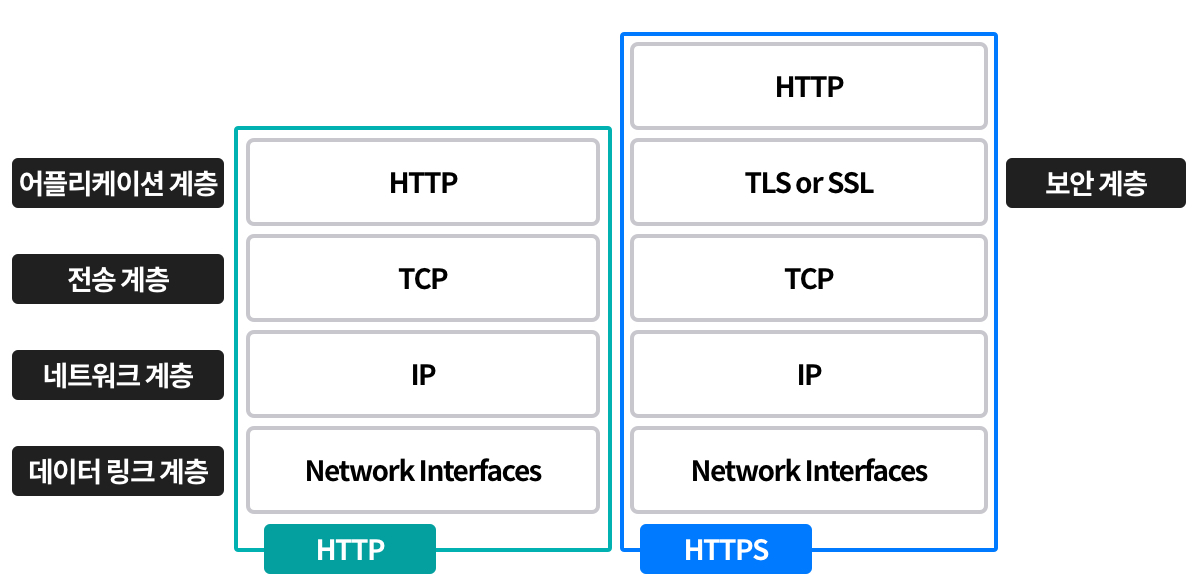 HTTP
어플리케이션 계층
HTTP
TLS or SSL
보안 계층
전송 계층
TCP
TCP
네트워크 계층
IP
IP
데이터 링크 계층
Network Interfaces
Network Interfaces
HTTP
HTTPS